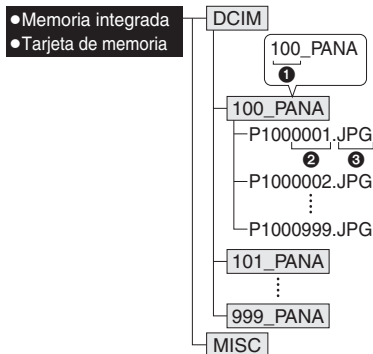 ●Memoria integrada
●Tarjeta de memoria
DCIM
100_PANA
❶
100_PANA
P1000001.JPG
❷ ❸
P1000002.JPG
P1000999.JPG
101_PANA
999_PANA
MISC